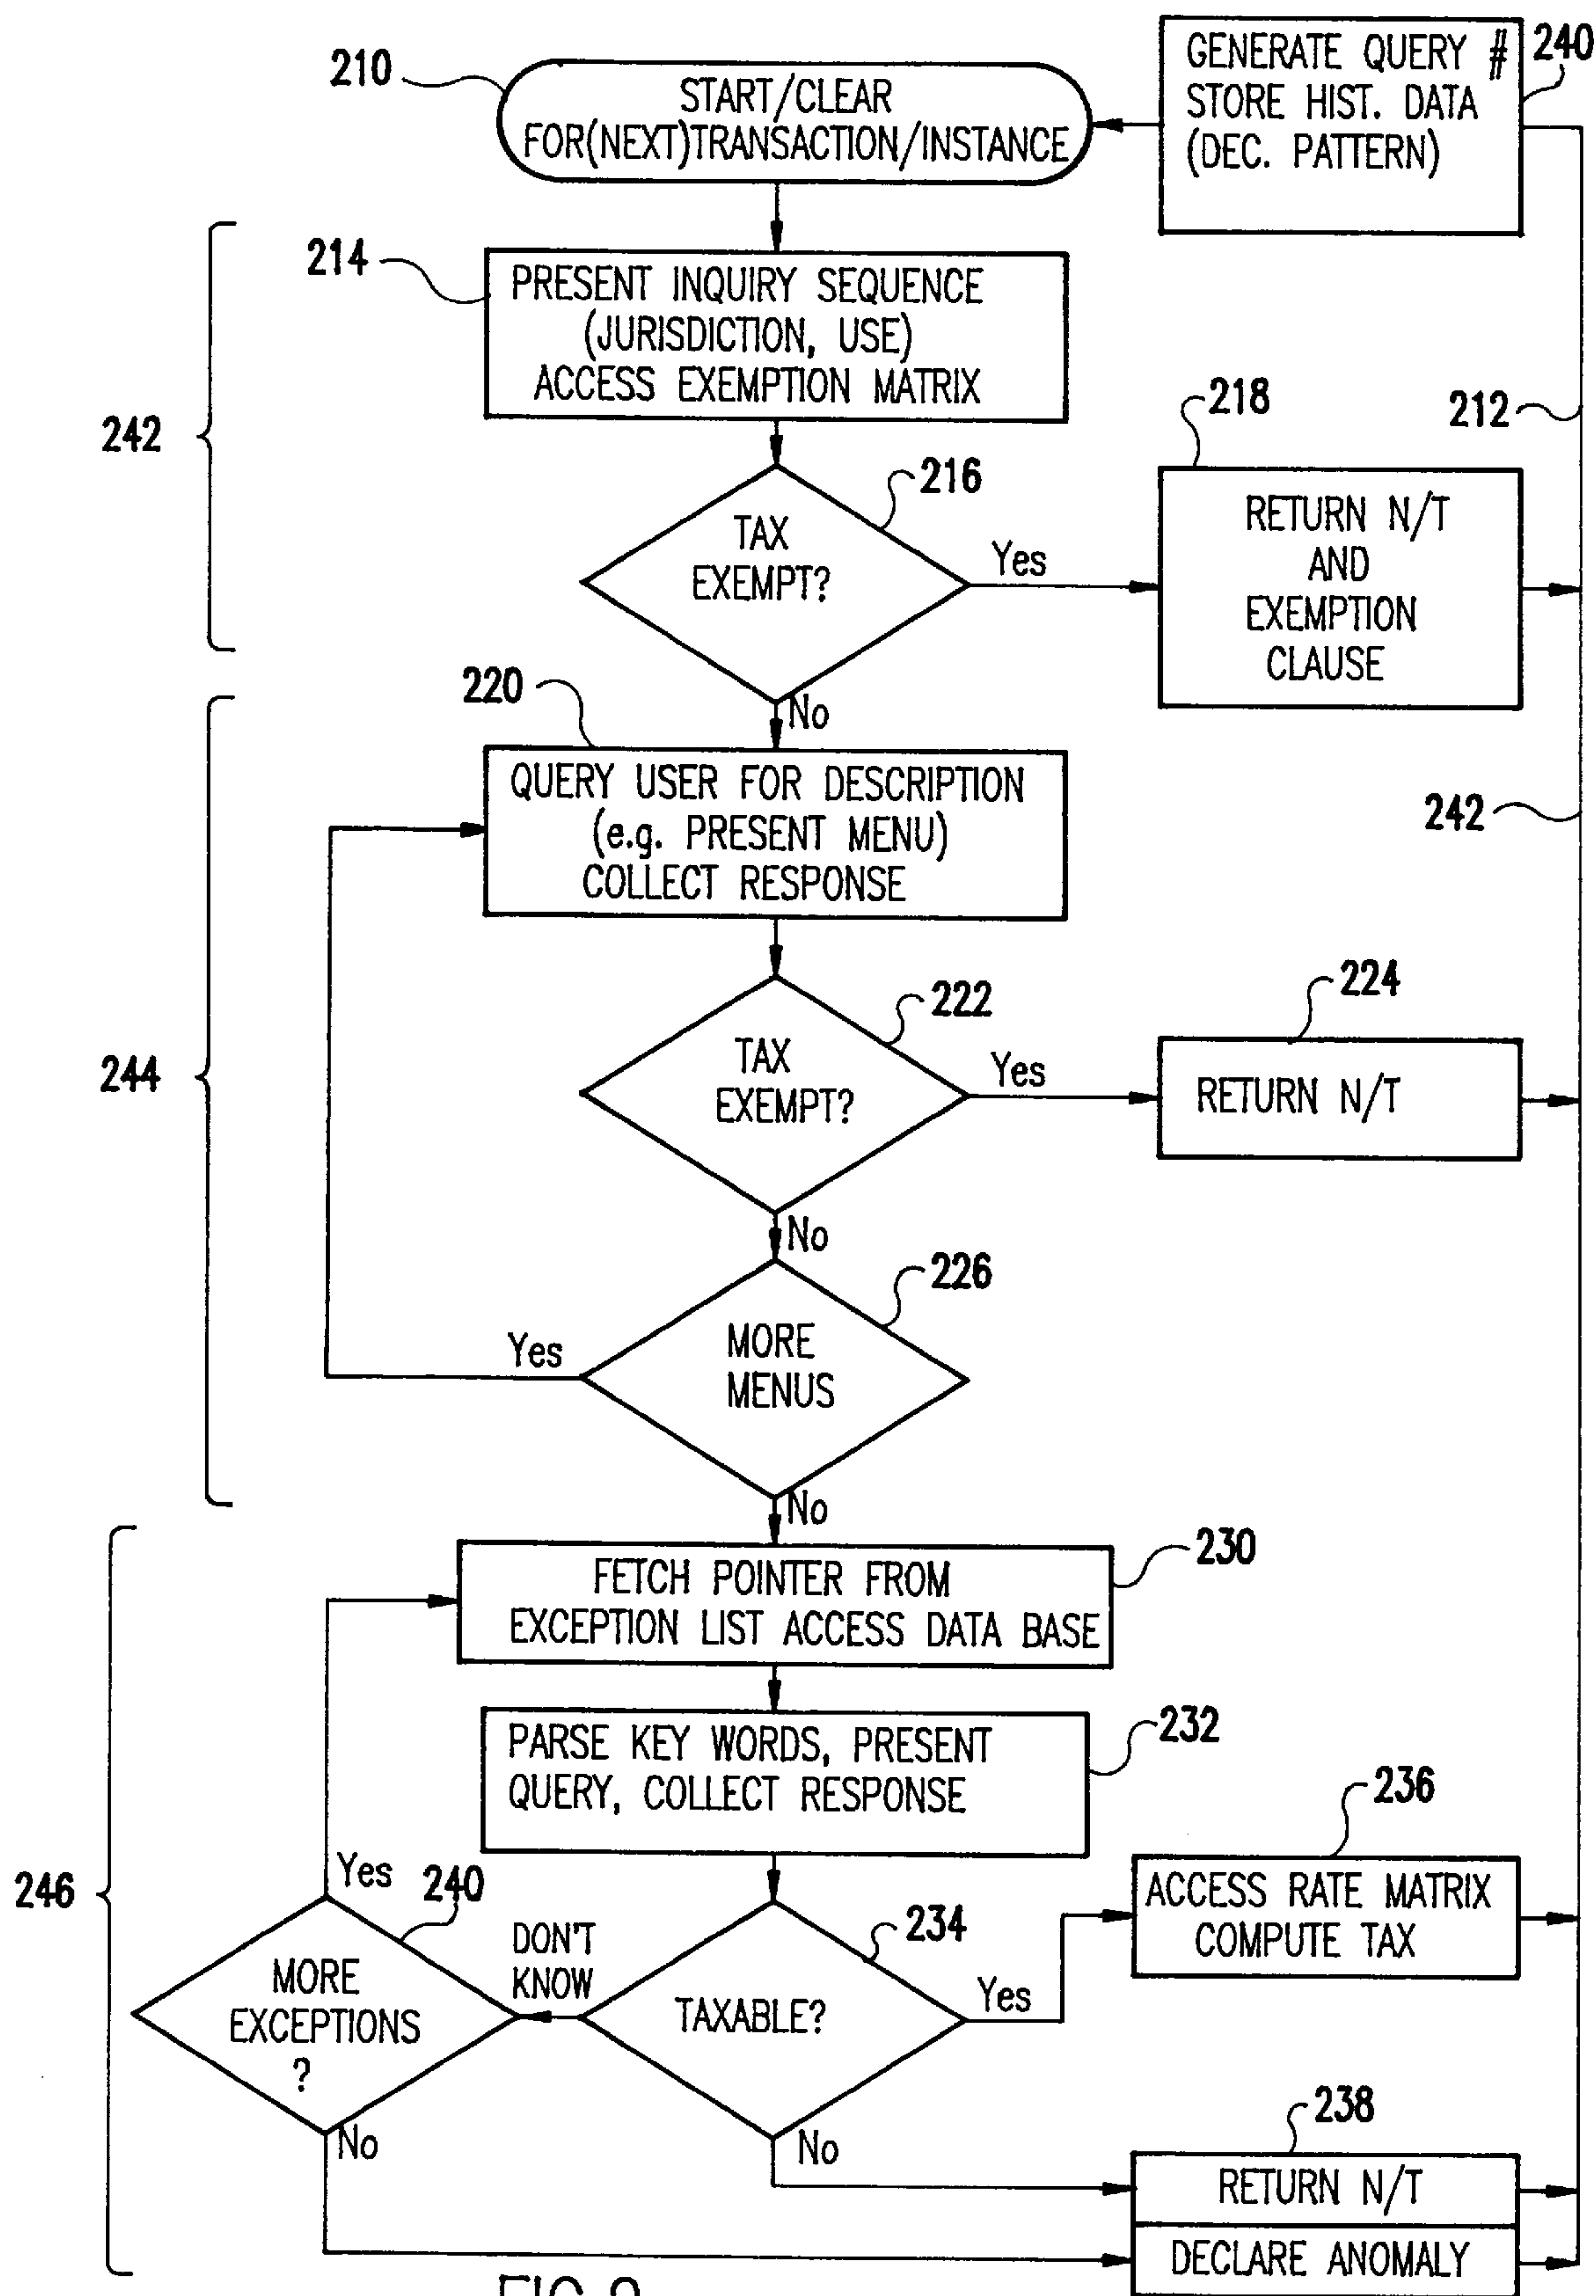 210
START/CLEAR
FOR(NEXT)TRANSACTION/INSTANCE
GENERATE QUERY #
STORE HIST. DATA
(DEC. PATTERN)
240
214
PRESENT INQUIRY SEQUENCE
(JURISDICTION, USE)
ACCESS EXEMPTION MATRIX
242
216
TAX
EXEMPT?
Yes
218
RETURN N/T
AND
EXEMPTION
CLAUSE
212
No
220
QUERY USER FOR DESCRIPTION
(e.g. PRESENT MENU)
COLLECT RESPONSE
242
244
222
TAX
EXEMPT?
Yes
224
RETURN N/T
No
226
MORE
MENUS
Yes
No
230
FETCH POINTER FROM
EXCEPTION LIST ACCESS DATA BASE
232
PARSE KEY WORDS, PRESENT
QUERY, COLLECT RESPONSE
246
Yes
240
MORE
EXCEPTIONS
?
DON'T
KNOW
234
TAXABLE?
Yes
236
ACCESS RATE MATRIX
COMPUTE TAX
No
No
238
RETURN N/T
DECLARE ANOMALY